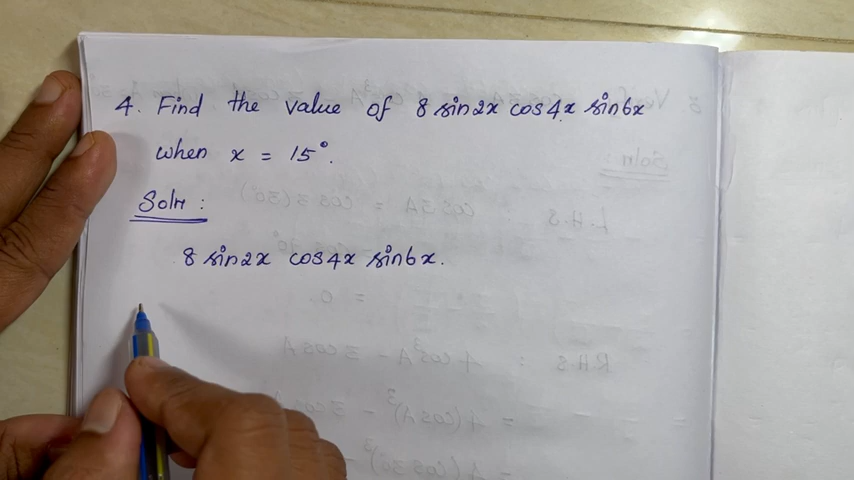 4. Find the value of 8 sin2x cos4x sin6x
when x = 15°.
Soln :
8 sin2x cos4x sin6x.